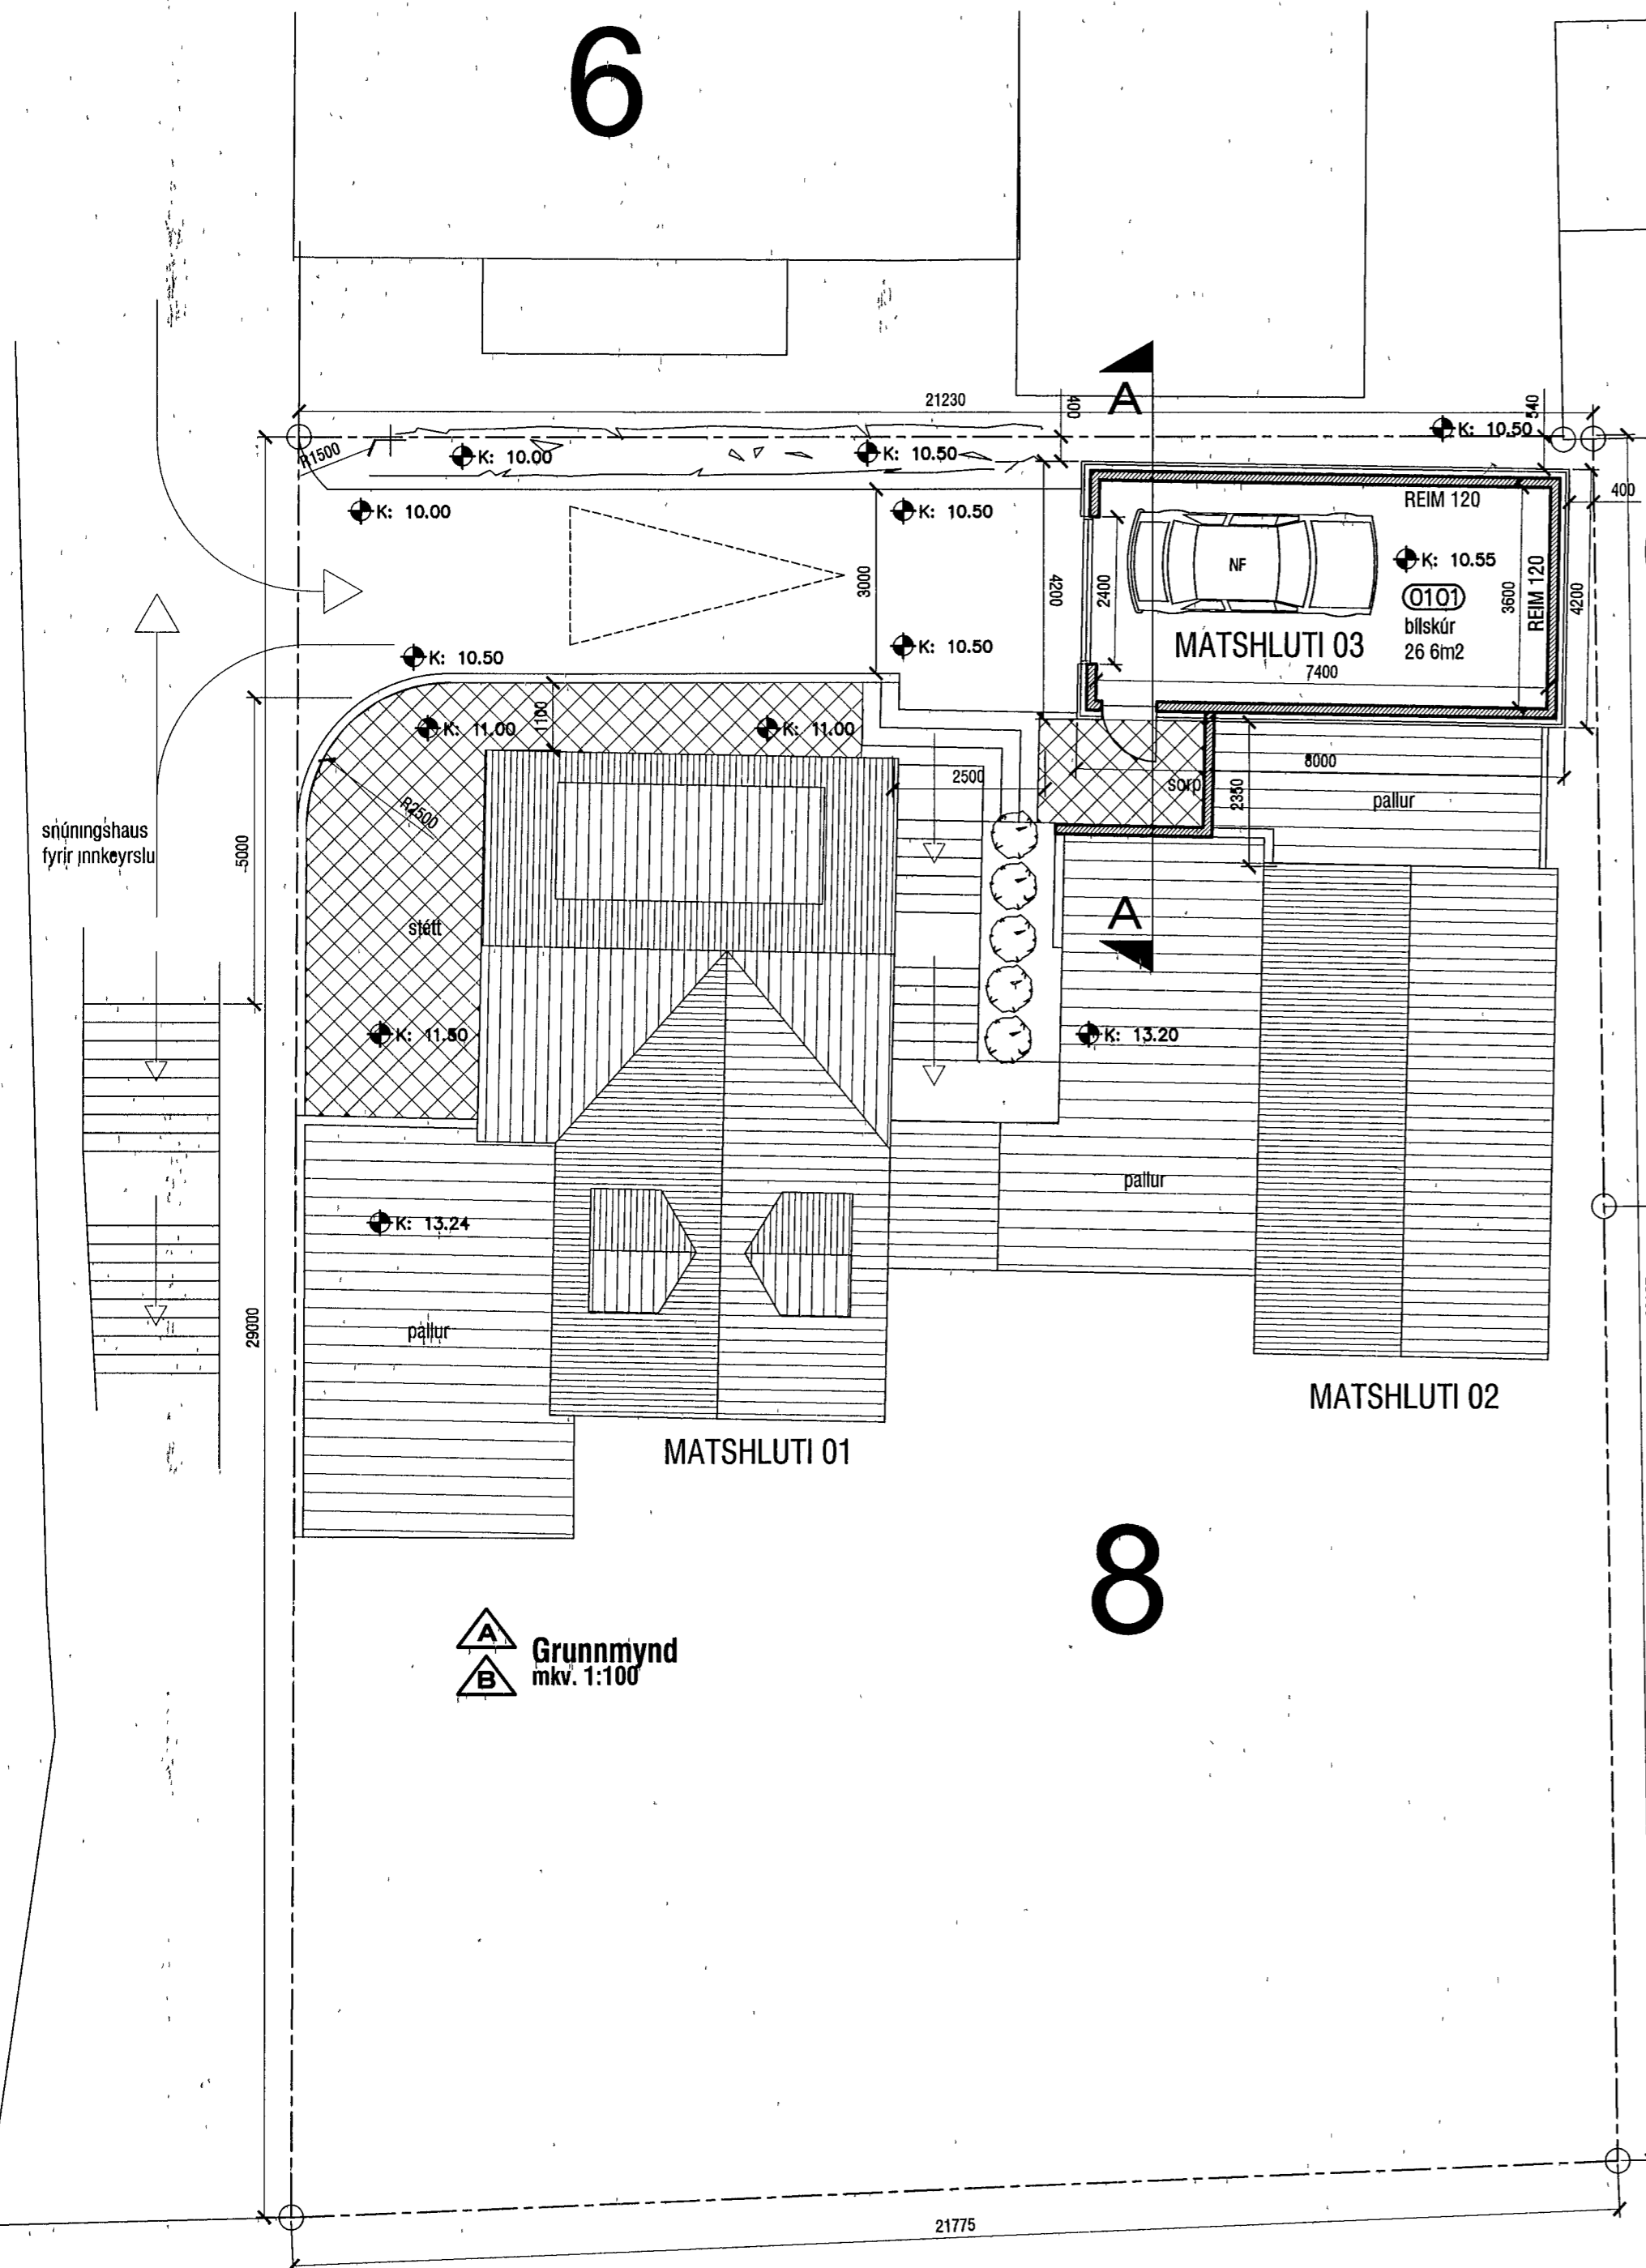 6
21230
400
A
540
K: 10.50
R1500
K: 10.00
K: 10.50
400
REIM 120
K: 10.00
K: 10.50
3000
4200
2400
NF
K: 10.55
0101
bílskúr
26 6m2
3600
REIM 120
4200
MATSHLUTI 03
7400
K: 10.50
K: 10.50
K: 11.00
1100
K: 11.00
2500
sorp
2350
8000
pallur
R2500
snúningshaus
fyrir innkeyrslu
5000
stétt
A
K: 11.50
K: 13.20
pallur
K: 13.24
pallur
29000
MATSHLUTI 02
MATSHLUTI 01
8
A
B
Grunnmynd
mkv. 1:100
21775